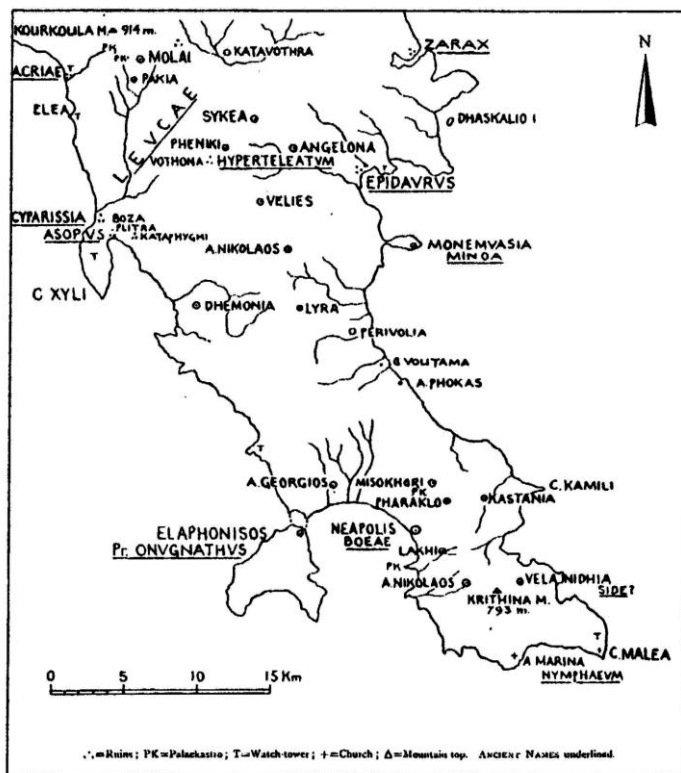 KOURKOULA M. 914 m.
N
ZARAX
PK
MOLAI
KATAVOTHRA
ACRIAE
T
PK
PAKIA
ELEA
T
SYKEA
DHASKALIO I
LEVCAE
PHENIKI
ANGELONA
VOTHONA
HYPERTELEATVM
T
EPIDAVRVS
VELIES
CYPARISSIA
BOZA
ASOPVS
PLITRA
KATAPHYGHI
A.NIKOLAOS
MONEMVASIA
MINOA
T
C XYLI
DHEMONIA
LYRA
PERIVOLIA
VOUTAMA
A.PHOKAS
T
A.GEORGIOS
MISOKHORI
C.KAMILI
PK
PHARAKLO
KASTANIA
ELAPHONISOS
NEAPOLIS
Pr. ONVGNATHVS
BOEAE
LAKHI
PK
A.NIKOLAOS
VELANIDHIA
SIDE?
KRITHINA M.
793 m.
T
C.MALEA
A MARINA
NYMPHAEVM
0 5 10 15 Km
∴=Ruins; PK=Palaekastro; T=Watch-tower; +=Church; Δ=Mountain top. ANCIENT NAMES underlined.